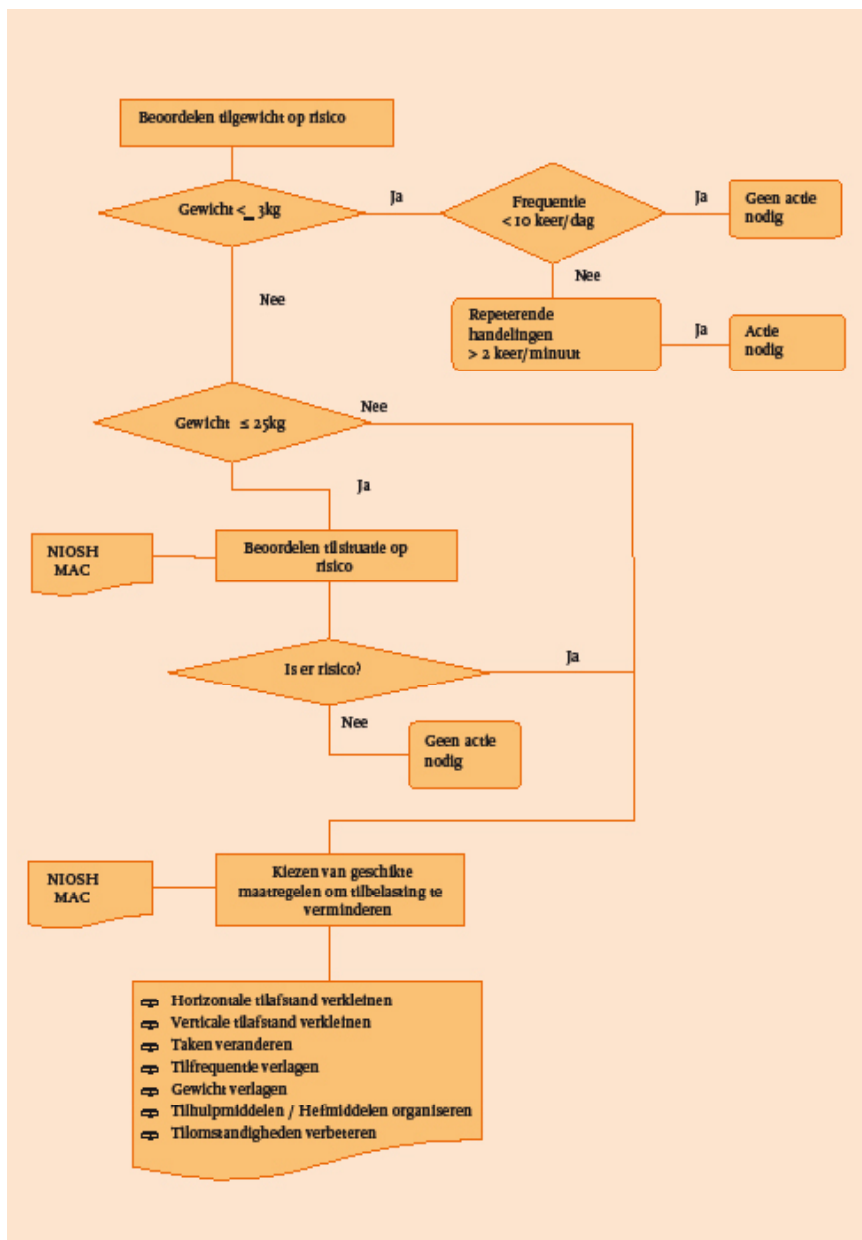 Beoordelen tilgewicht op risico
Gewicht <_ 3kg
Ja
Frequentie
< 10 keer/dag
Ja
Geen actie
nodig
Nee
Nee
Repeterende
handelingen
> 2 keer/minuut
Ja
Actie
nodig
Gewicht ≤ 25kg
Nee
Ja
NIOSH
MAC
Beoordelen tilsituatie op
risico
Is er risico?
Ja
Nee
Geen actie
nodig
NIOSH
MAC
Kiezen van geschikte
maatregelen om tilbelasting te
verminderen
Horizontale tilafstand verkleinen
Verticale tilafstand verkleinen
Taken veranderen
Tilfrequentie verlagen
Gewicht verlagen
Tilhulpmiddelen / Hefmiddelen organiseren
Tilomstandigheden verbeteren